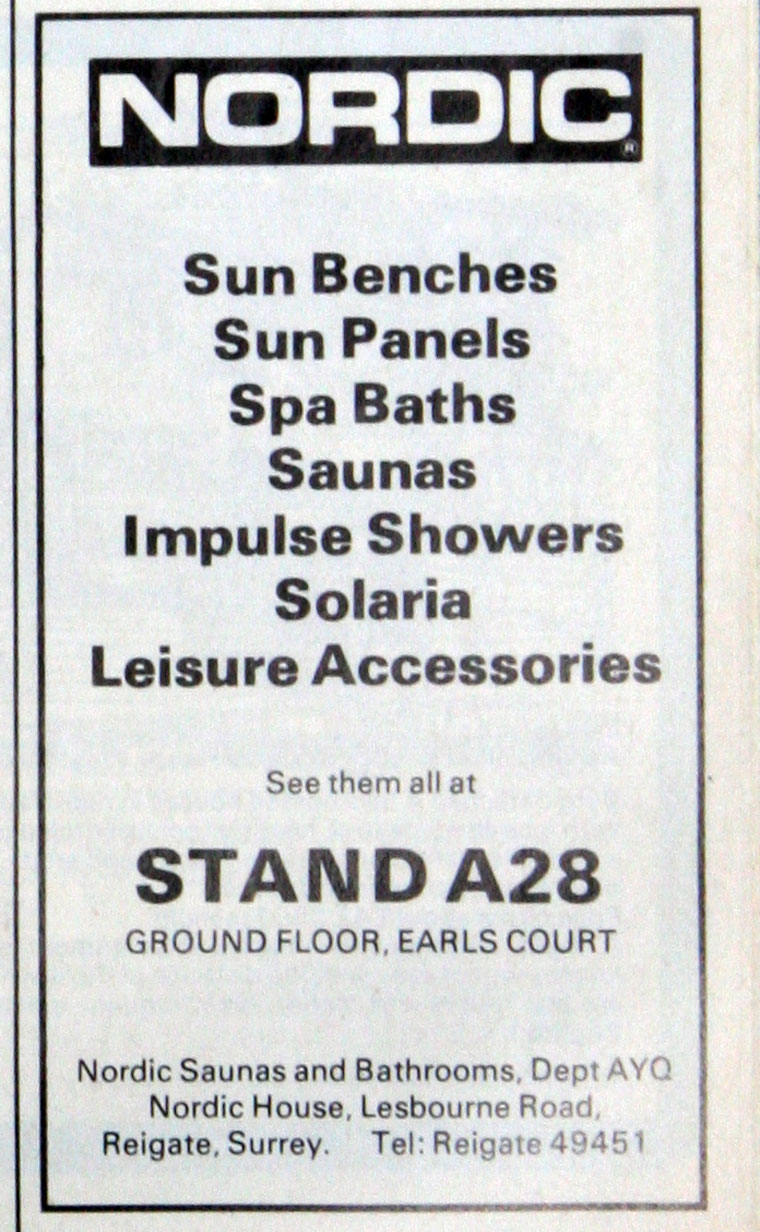 NORDIC®
Sun Benches
Sun Panels
Spa Baths
Saunas
Impulse Showers
Solaria
Leisure Accessories
See them all at
STAND A28
GROUND FLOOR, EARLS COURT
Nordic Saunas and Bathrooms, Dept AYQ
Nordic House, Lesbourne Road,
Reigate, Surrey. Tel: Reigate 49451